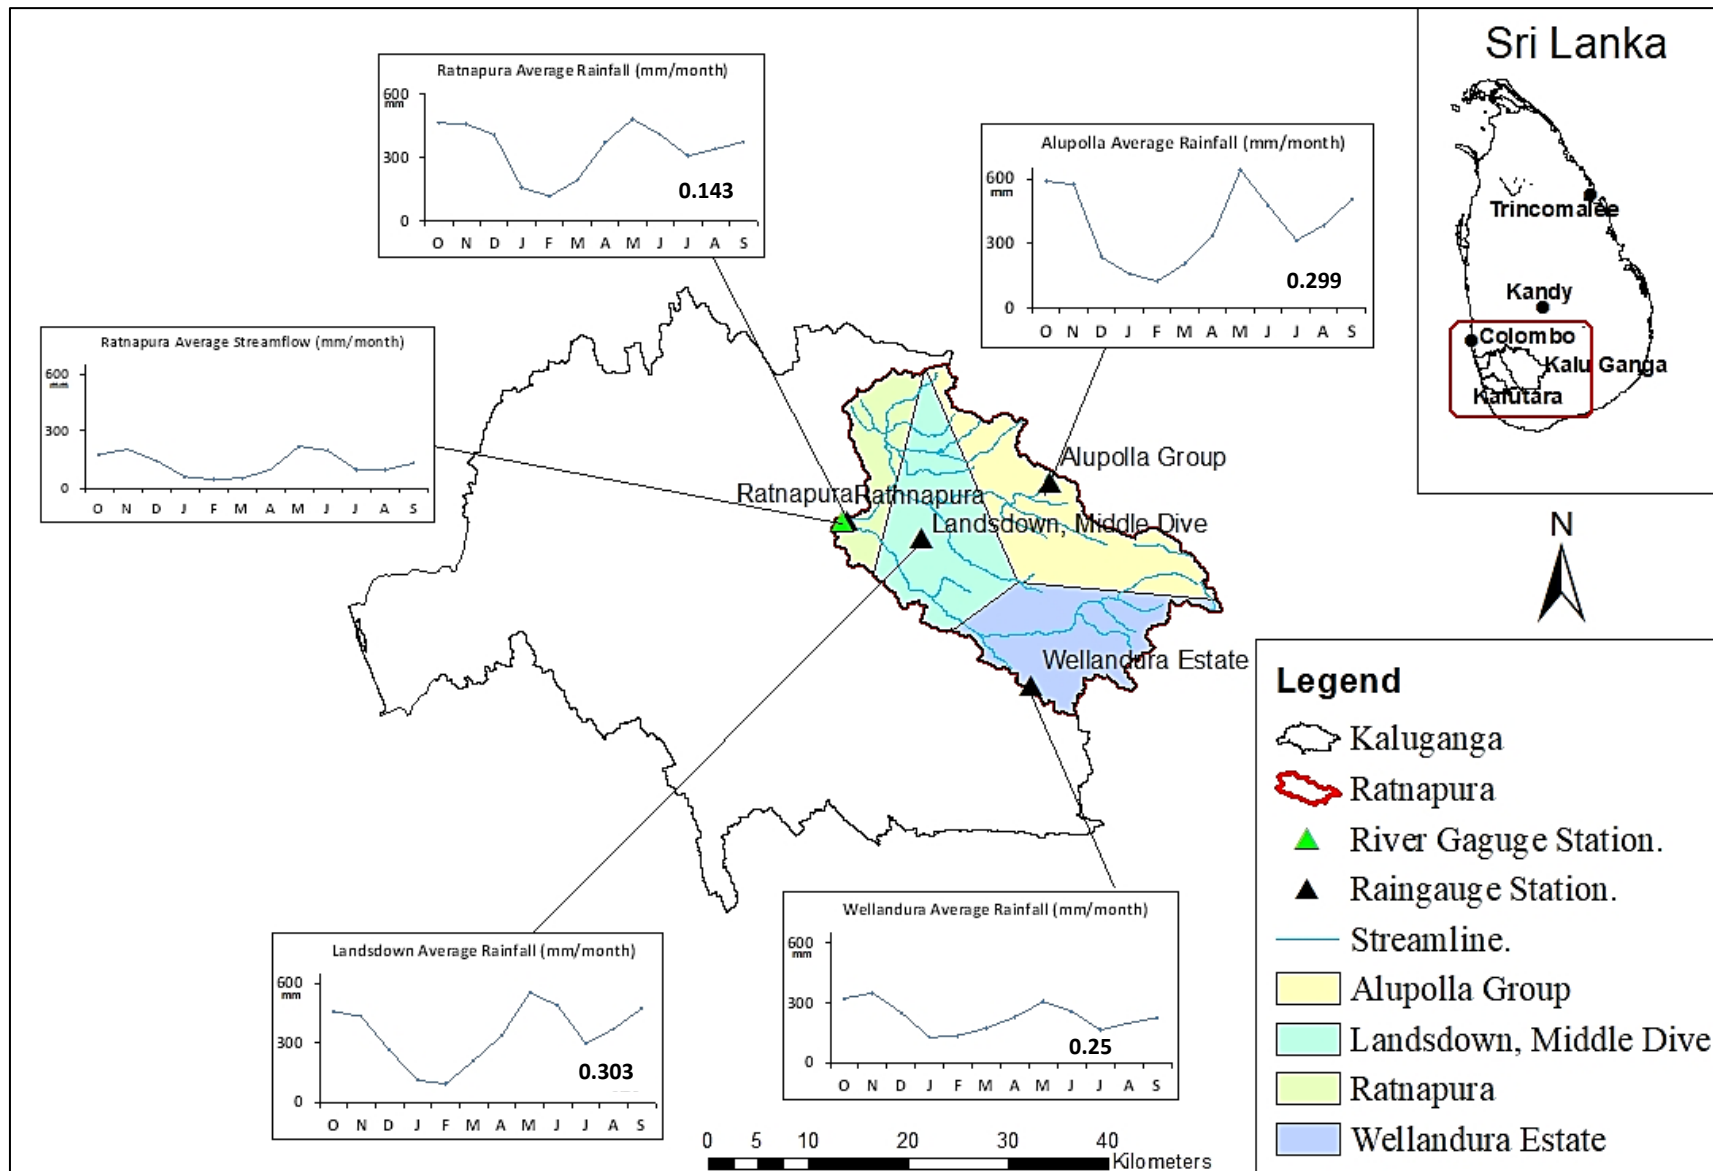 Sri Lanka
Trincomalee
Kandy
Colombo
Kalu Ganga
Kalutara
N
Ratnapura Average Rainfall (mm/month)
600
mm
300
0
0.143
O N D J F M A M J J A S
Alupolla Average Rainfall (mm/month)
600
mm
300
0
0.299
O N D J F M A M J J A S
Ratnapura Average Streamflow (mm/month)
600
mm
300
0
O N D J F M A M J J A S
Alupolla Group
Ratnapura
Rathnapura
Landsdown, Middle Dive
Wellandura Estate
Landsdown Average Rainfall (mm/month)
600
mm
300
0
0.303
O N D J F M A M J J A S
Wellandura Average Rainfall (mm/month)
600
mm
300
0
0.25
O N D J F M A M J J A S
0 5 10 20 30 40
Kilometers
Legend
Kaluganga
Ratnapura
River Gaguge Station.
Raingauge Station.
Streamline.
Alupolla Group
Landsdown, Middle Dive
Ratnapura
Wellandura Estate